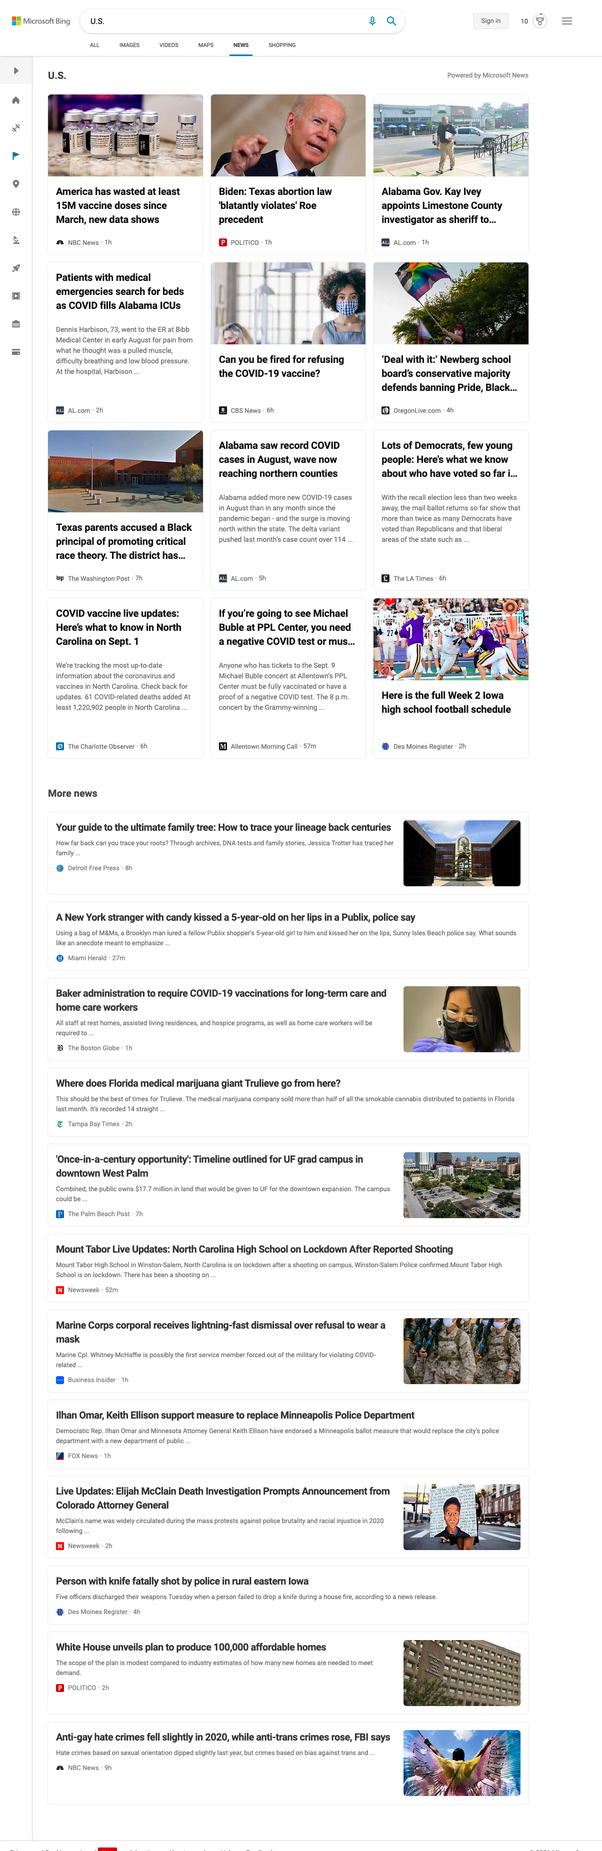 Microsoft Bing
U.S.
Sign in
10
ALL
IMAGES
VIDEOS
MAPS
NEWS
SHOPPING
U.S.
Powered by Microsoft News
America has wasted at least
15M vaccine doses since
March, new data shows
NBC News · 1h
Biden: Texas abortion law
'blatantly violates' Roe
precedent
POLITICO · 1h
Alabama Gov. Kay Ivey
appoints Limestone County
investigator as sheriff to...
AL.com · 1h
Patients with medical
emergencies search for beds
as COVID fills Alabama ICUs
Dennis Harbison, 73, went to the ER at Bibb
Medical Center in early August for pain from
what he thought was a pulled muscle,
difficulty breathing and low blood pressure.
At the hospital, Harbison ...
AL.com · 2h
Can you be fired for refusing
the COVID-19 vaccine?
CBS News · 6h
'Deal with it:' Newberg school
board's conservative majority
defends banning Pride, Black...
OregonLive.com · 4h
Texas parents accused a Black
principal of promoting critical
race theory. The district has...
The Washington Post · 7h
Alabama saw record COVID
cases in August, wave now
reaching northern counties
Alabama added more new COVID-19 cases
in August than in any month since the
pandemic began - and the surge is moving
north within the state. The delta variant
pushed last month's case count over 114 ...
AL.com · 5h
Lots of Democrats, few young
people: Here's what we know
about who have voted so far i...
With the recall election less than two weeks
away, the mail ballot returns so far show that
more than twice as many Democrats have
voted than Republicans and that liberal
areas of the state such as ...
The LA Times · 6h
COVID vaccine live updates:
Here's what to know in North
Carolina on Sept. 1
We're tracking the most up-to-date
information about the coronavirus and
vaccines in North Carolina. Check back for
updates. 61 COVID-related deaths added At
least 1,220,902 people in North Carolina ...
The Charlotte Observer · 6h
If you're going to see Michael
Buble at PPL Center, you need
a negative COVID test or mus...
Anyone who has tickets to the Sept. 9
Michael Buble concert at Allentown's PPL
Center must be fully vaccinated or have a
proof of a negative COVID test. The 8 p.m.
concert by the Grammy-winning ...
Allentown Morning Call · 57m
Here is the full Week 2 Iowa
high school football schedule
Des Moines Register · 2h
More news
Your guide to the ultimate family tree: How to trace your lineage back centuries
How far back can you trace your roots? Through archives, DNA tests and family stories, Jessica Trotter has traced her
family ...
Detroit Free Press · 8h
A New York stranger with candy kissed a 5-year-old on her lips in a Publix, police say
Using a bag of M&Ms, a Brooklyn man lured a fellow Publix shopper's 5-year-old girl to him and kissed her on the lips, Sunny Isles Beach police say. What sounds
like an anecdote meant to emphasize ...
Miami Herald · 27m
Baker administration to require COVID-19 vaccinations for long-term care and
home care workers
All staff at rest homes, assisted living residences, and hospice programs, as well as home care workers will be
required to ...
The Boston Globe · 1h
Where does Florida medical marijuana giant Trulieve go from here?
This should be the best of times for Trulieve. The medical marijuana company sold more than half of all the smokable cannabis distributed to patients in Florida
last month. It's recorded 14 straight ...
Tampa Bay Times · 2h
'Once-in-a-century opportunity': Timeline outlined for UF grad campus in
downtown West Palm
Combined, the public owns $17.7 million in land that would be given to UF for the downtown expansion. The campus
could be ...
The Palm Beach Post · 7h
Mount Tabor Live Updates: North Carolina High School on Lockdown After Reported Shooting
Mount Tabor High School in Winston-Salem, North Carolina is on lockdown after a shooting on campus, Winston-Salem Police confirmed.Mount Tabor High
School is on lockdown. There has been a shooting on ...
Newsweek · 52m
Marine Corps corporal receives lightning-fast dismissal over refusal to wear a
mask
Marine Cpl. Whitney McHaffie is possibly the first service member forced out of the military for violating COVID-
related ...
Business Insider · 1h
Ilhan Omar, Keith Ellison support measure to replace Minneapolis Police Department
Democratic Rep. Ilhan Omar and Minnesota Attorney General Keith Ellison have endorsed a Minneapolis ballot measure that would replace the city's police
department with a new department of public ...
FOX News · 1h
Live Updates: Elijah McClain Death Investigation Prompts Announcement from
Colorado Attorney General
McClain's name was widely circulated during the mass protests against police brutality and racial injustice in 2020
following ...
Newsweek · 2h
Person with knife fatally shot by police in rural eastern Iowa
Five officers discharged their weapons Tuesday when a person failed to drop a knife during a house fire, according to a news release.
Des Moines Register · 4h
White House unveils plan to produce 100,000 affordable homes
The scope of the plan is modest compared to industry estimates of how many new homes are needed to meet
demand.
POLITICO · 2h
Anti-gay hate crimes fell slightly in 2020, while anti-trans crimes rose, FBI says
Hate crimes based on sexual orientation dipped slightly last year, but crimes based on bias against trans and ...
NBC News · 9h